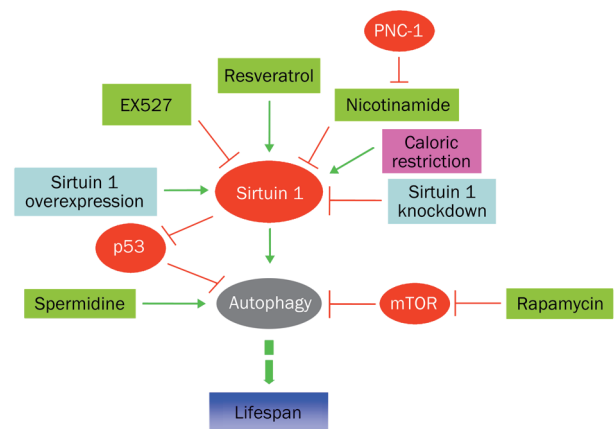 PNC-1
Resveratrol
EX527
Nicotinamide
Caloric
restriction
Sirtuin 1
overexpression
Sirtuin 1
Sirtuin 1
knockdown
p53
Spermidine
Autophagy
mTOR
Rapamycin
Lifespan